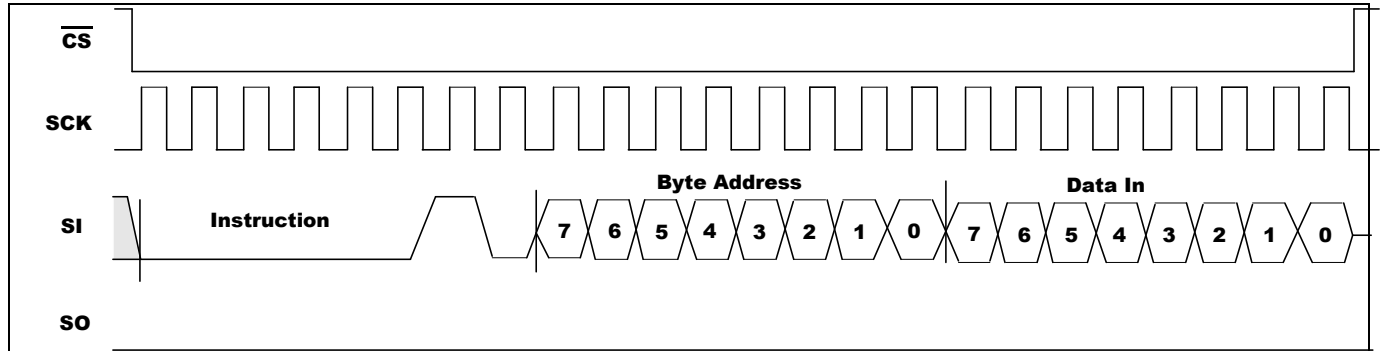 CS
SCK
Byte Address
Data In
SI
Instruction
7 6 5 4 3 2 1 0 7 6 5 4 3 2 1 0
SO